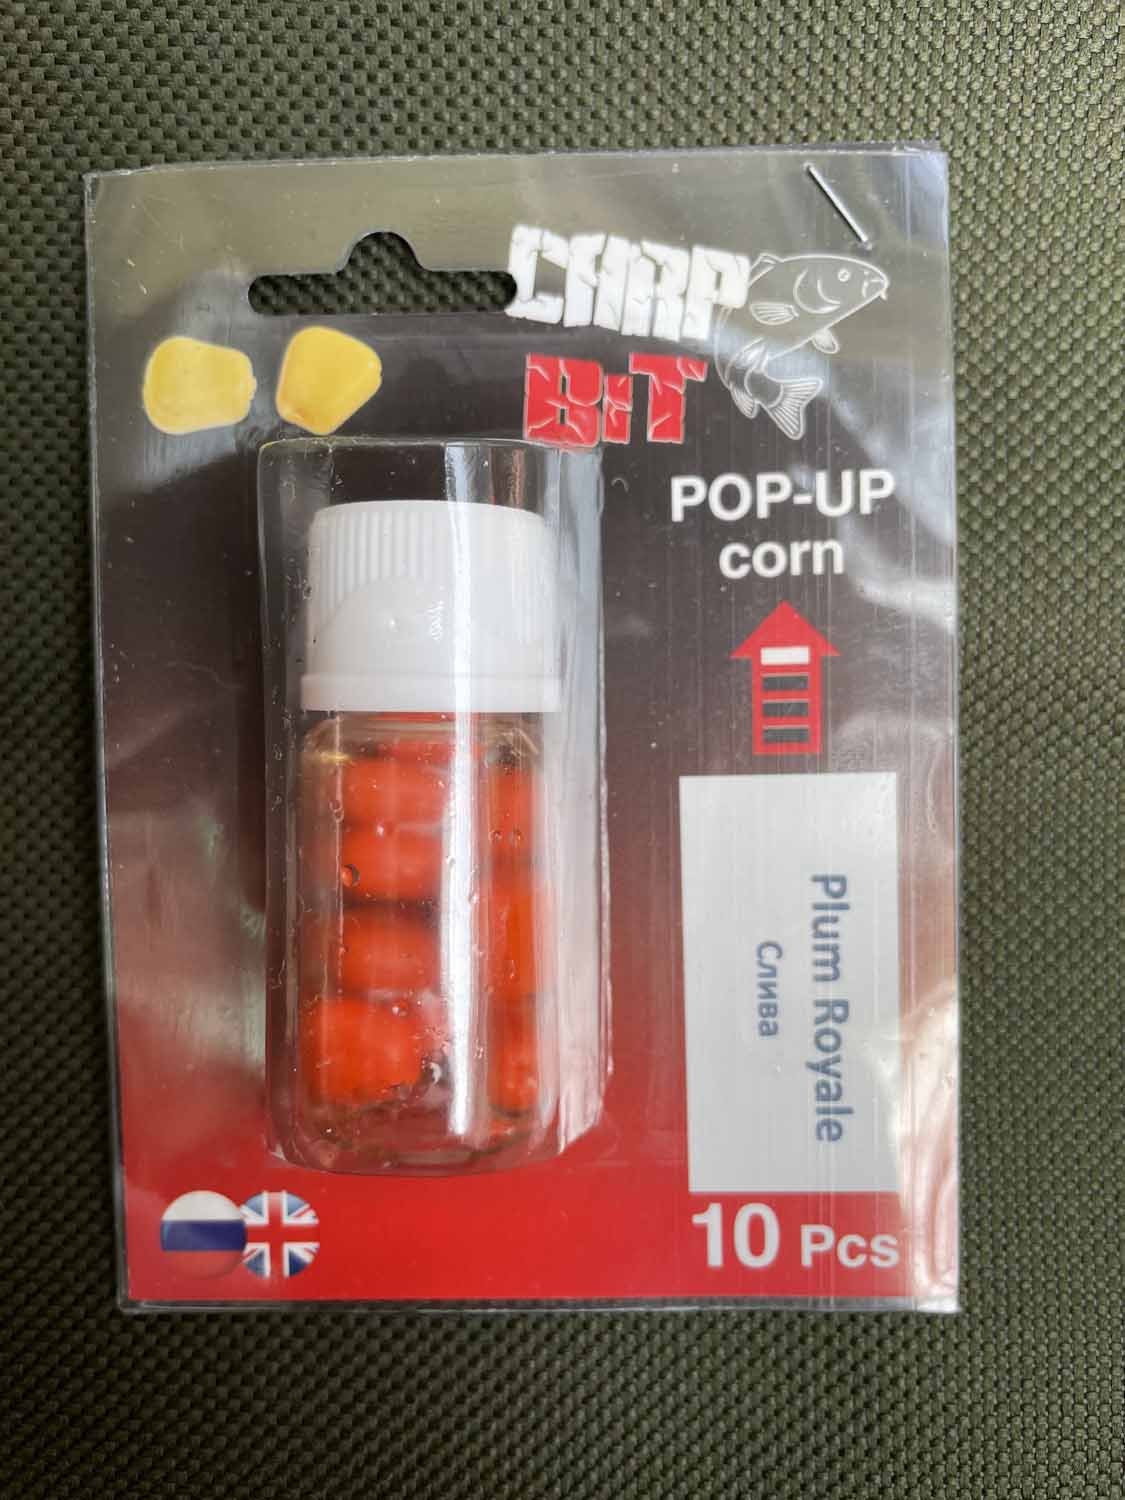 CARP
BiT
POP-UP
corn
Plum Royale
Слива
10 Pcs